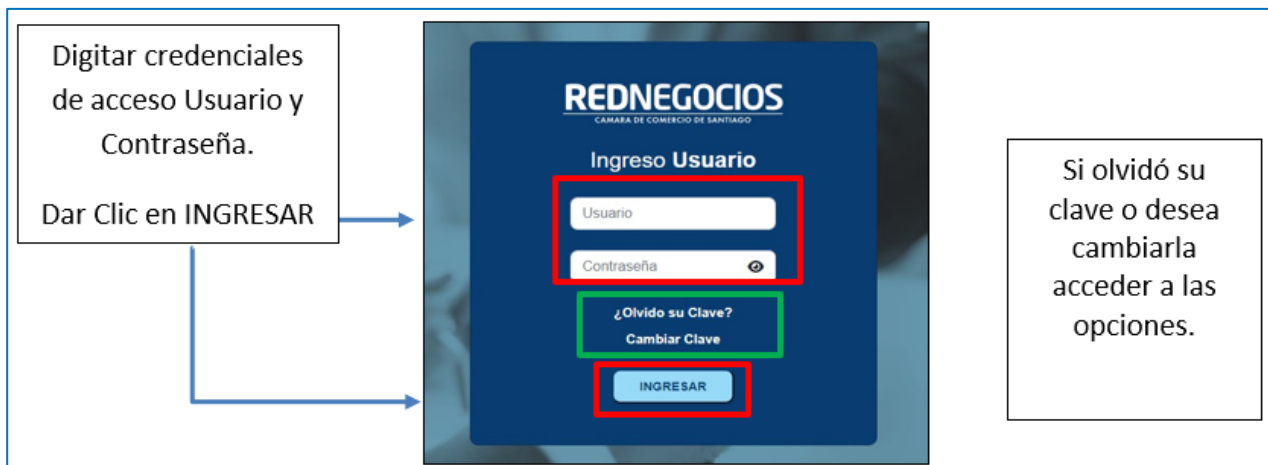 Digitar credenciales
de acceso Usuario y
Contraseña.
Dar Clic en INGRESAR
REDNEGOCIOS
CAMARA DE COMERCIO DE SANTIAGO
Ingreso Usuario
Usuario
Contraseña
¿Olvido su Clave?
Cambiar Clave
INGRESAR
Si olvidó su
clave o desea
cambiarla
acceder a las
opciones.